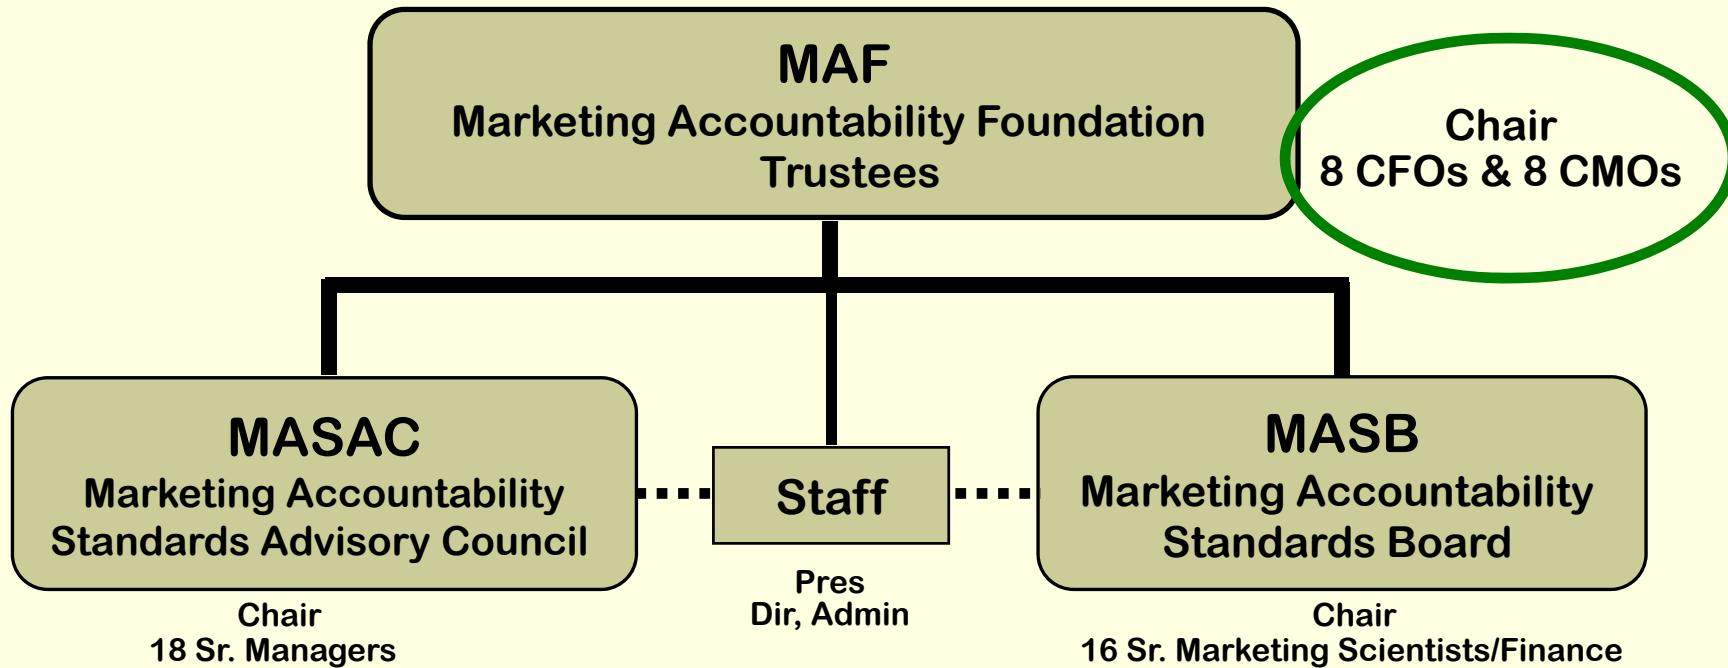 MAF
Marketing Accountability Foundation
Trustees
Chair
8 CFOs & 8 CMOs
MASAC
Marketing Accountability
Standards Advisory Council
Chair
18 Sr. Managers
Staff
Pres
Dir, Admin
MASB
Marketing Accountability
Standards Board
Chair
16 Sr. Marketing Scientists/Finance